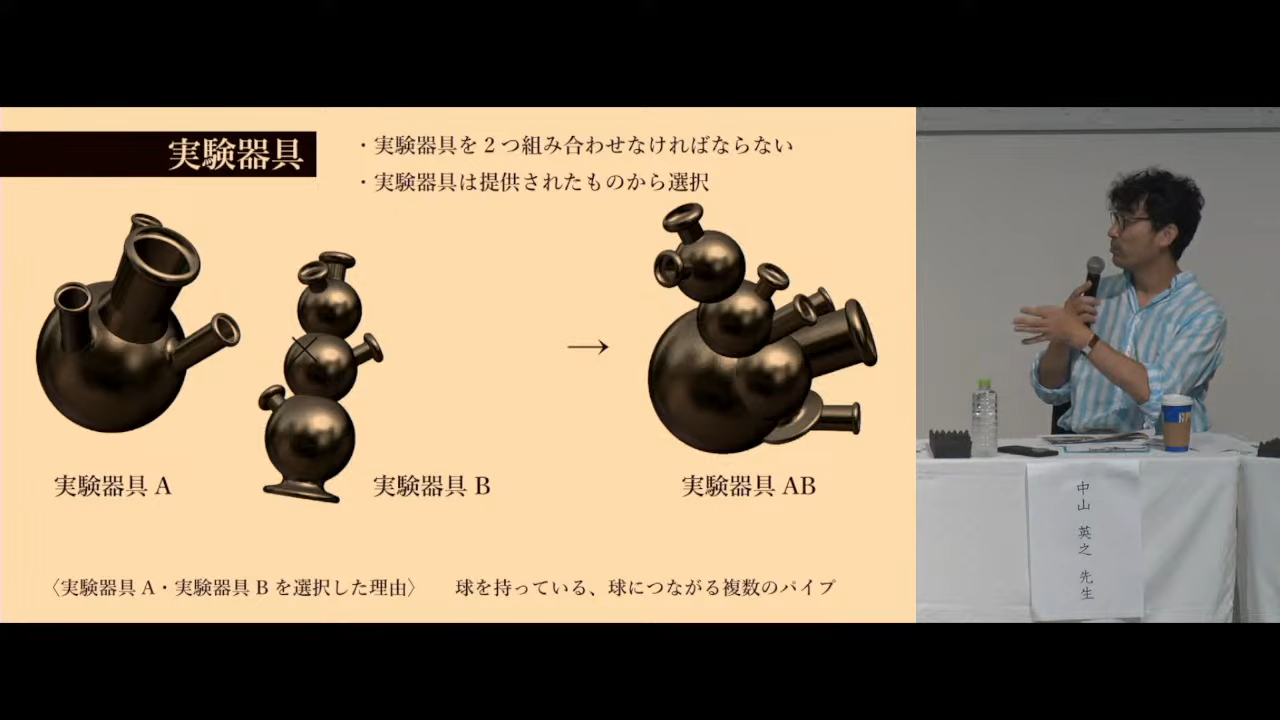 実験器具
・実験器具を２つ組み合わせなければならない
・実験器具は提供されたものから選択
実験器具 A
実験器具 B
→
実験器具 AB
〈実験器具 A・実験器具 B を選択した理由〉
球を持っている、球につながる複数のパイプ
中山 英之 先生